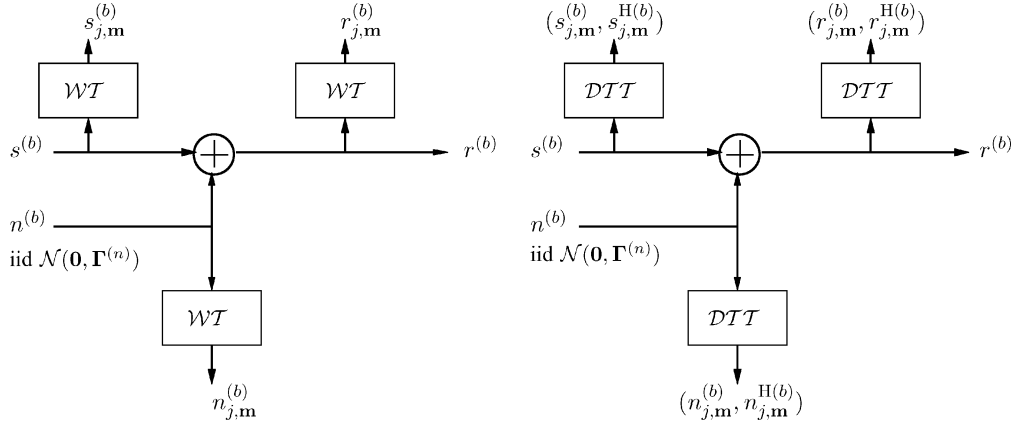 s_{j,𝐦}^{(b)}
r_{j,𝐦}^{(b)}
𝒲𝒯
𝒲𝒯
s^{(b)}
+
r^{(b)}
n^{(b)}
iid 𝒩(𝟎, 𝚪^{(n)})
𝒲𝒯
n_{j,𝐦}^{(b)}
(s_{j,𝐦}^{(b)}, s_{j,𝐦}^{H(b)})
(r_{j,𝐦}^{(b)}, r_{j,𝐦}^{H(b)})
𝒟𝒯𝒯
𝒟𝒯𝒯
s^{(b)}
+
r^{(b)}
n^{(b)}
iid 𝒩(𝟎, 𝚪^{(n)})
𝒟𝒯𝒯
(n_{j,𝐦}^{(b)}, n_{j,𝐦}^{H(b)})